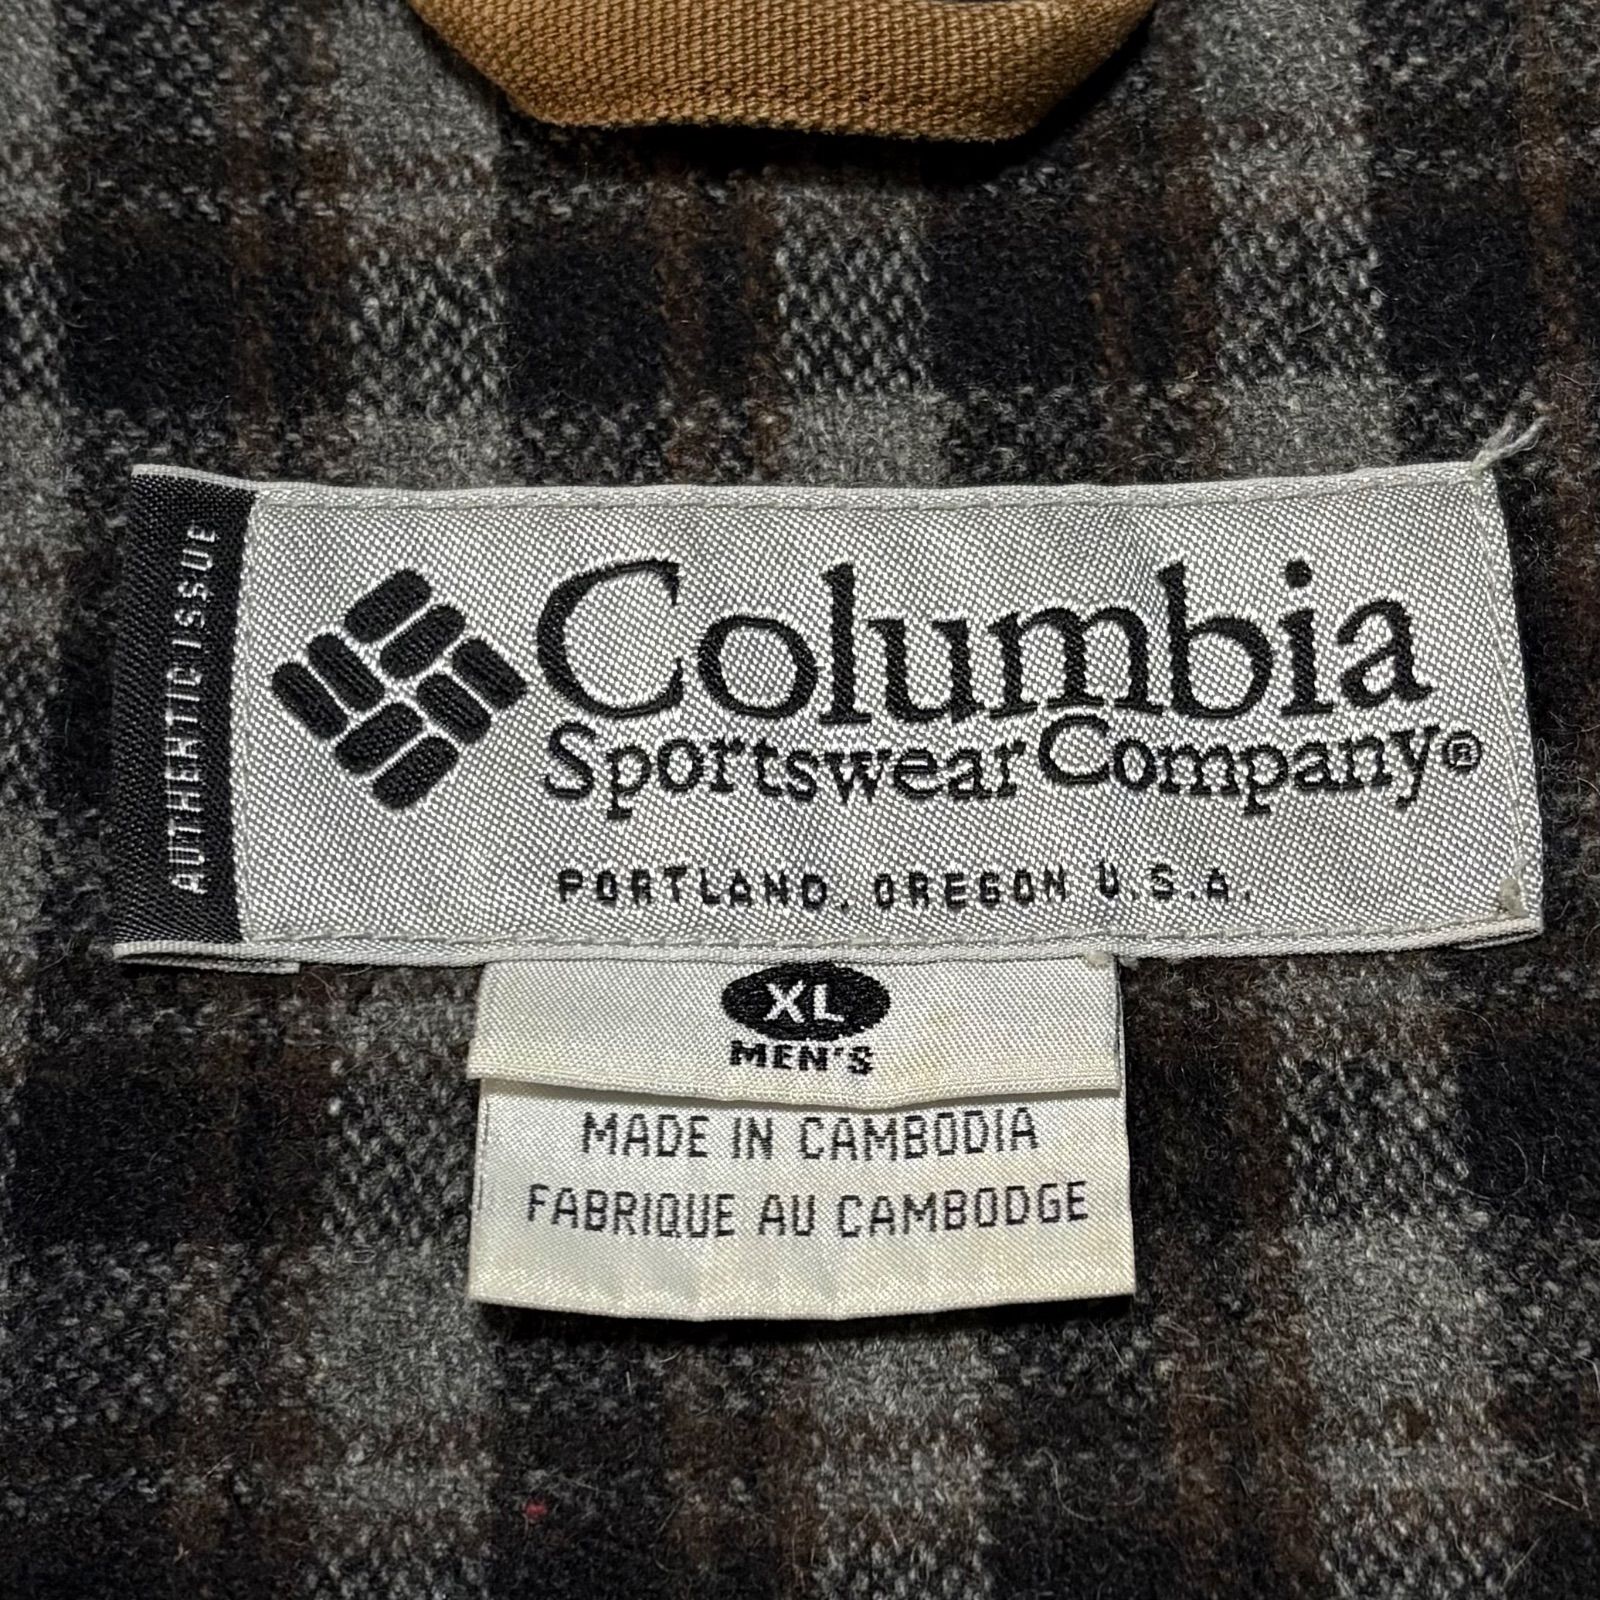 AUTHENTIC ISSUE
Columbia
Sportswear Company®
PORTLAND, OREGON U.S.A.
XL
MEN'S
MADE IN CAMBODIA
FABRIQUE AU CAMBODGE